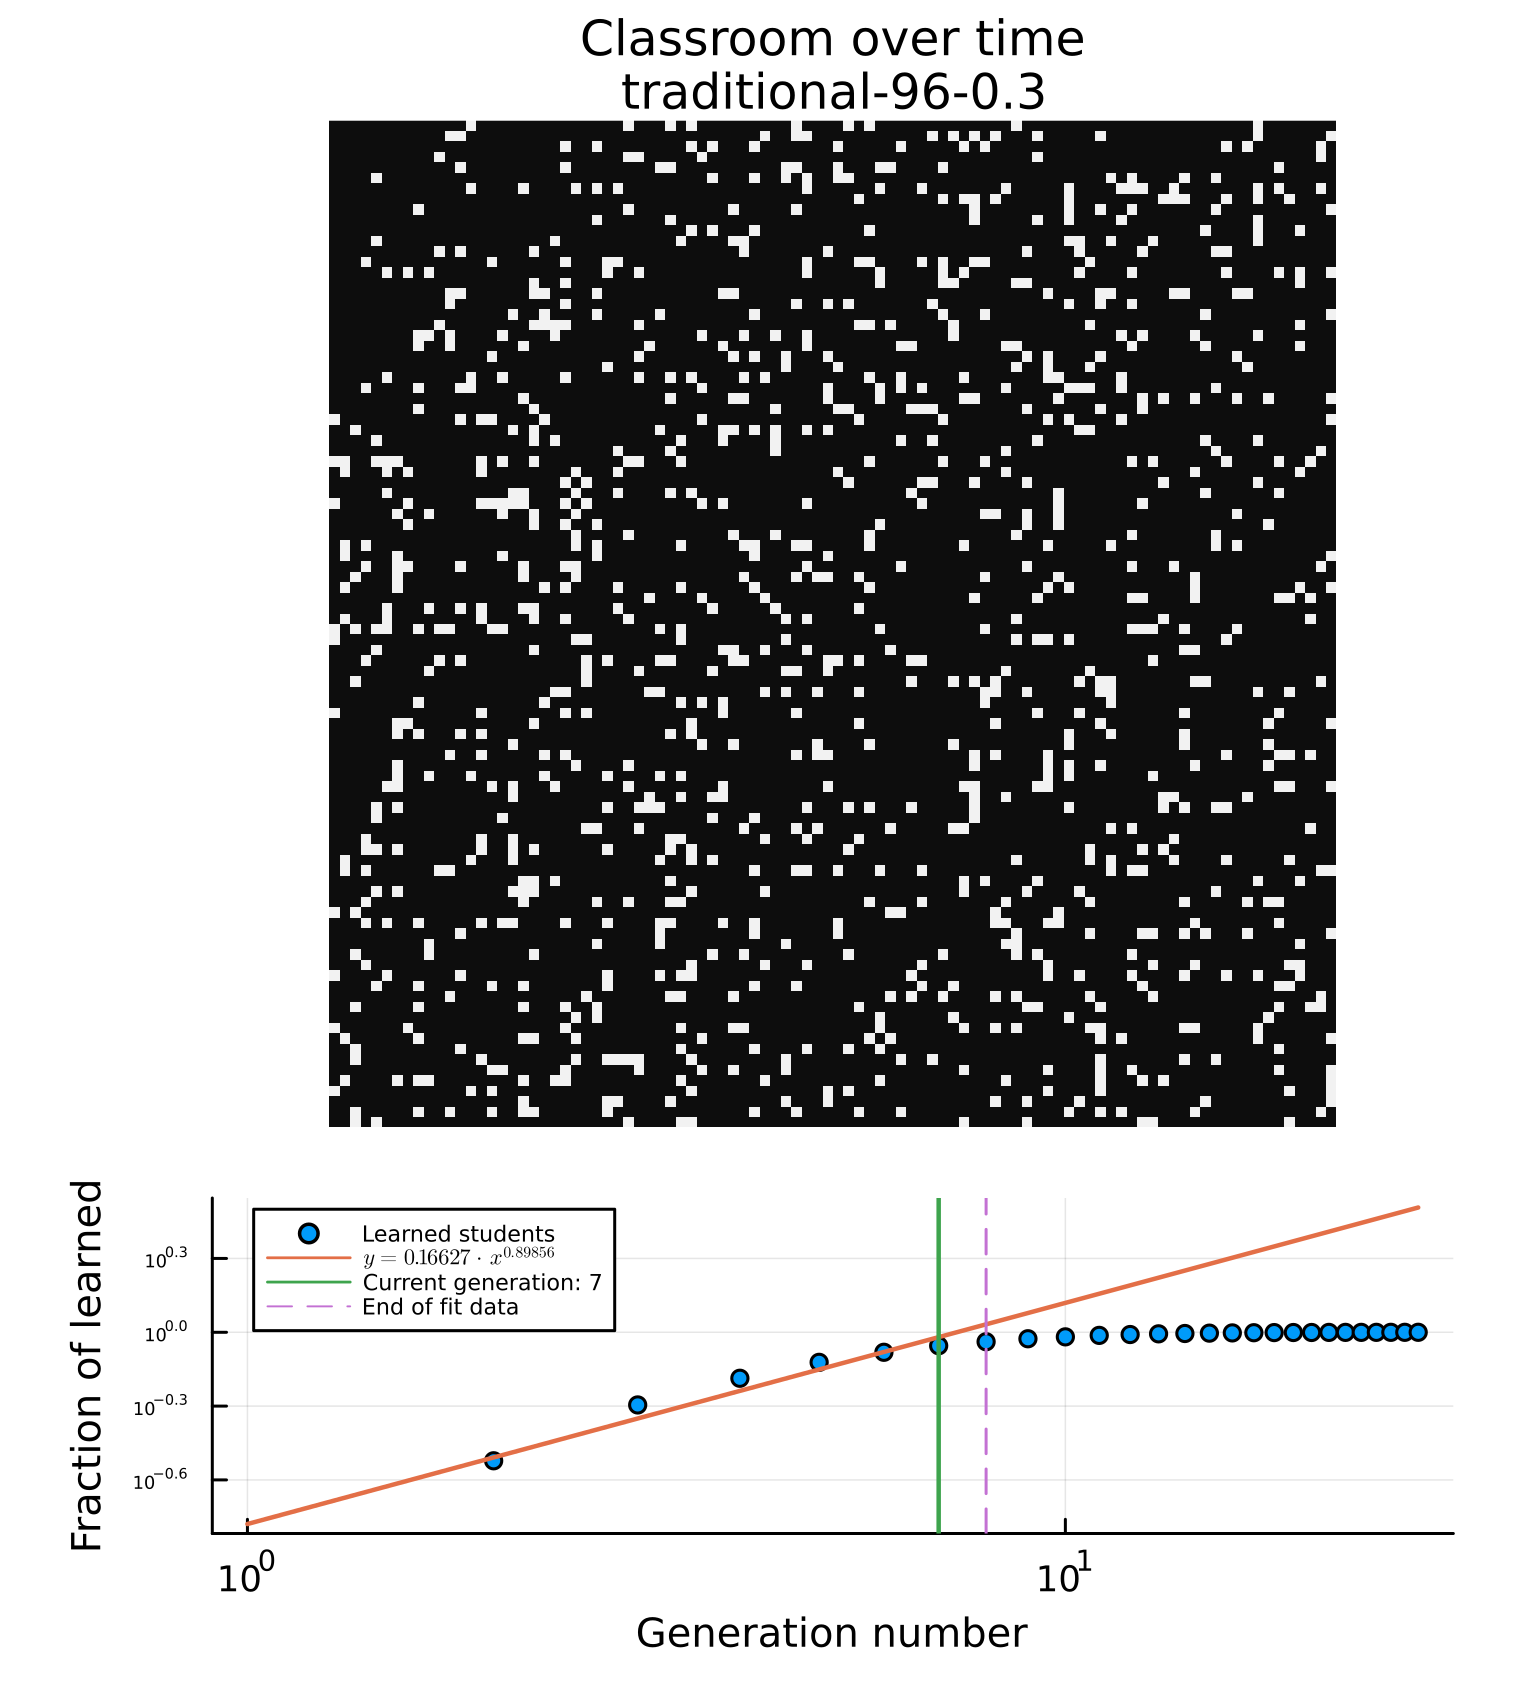 Classroom over time
traditional-96-0.3
Fraction of learned
10^0.3
10^0.0
10^−0.3
10^−0.6
Learned students
y = 0.16627 · x^0.89856
Current generation: 7
End of fit data
10^0
10^1
Generation number